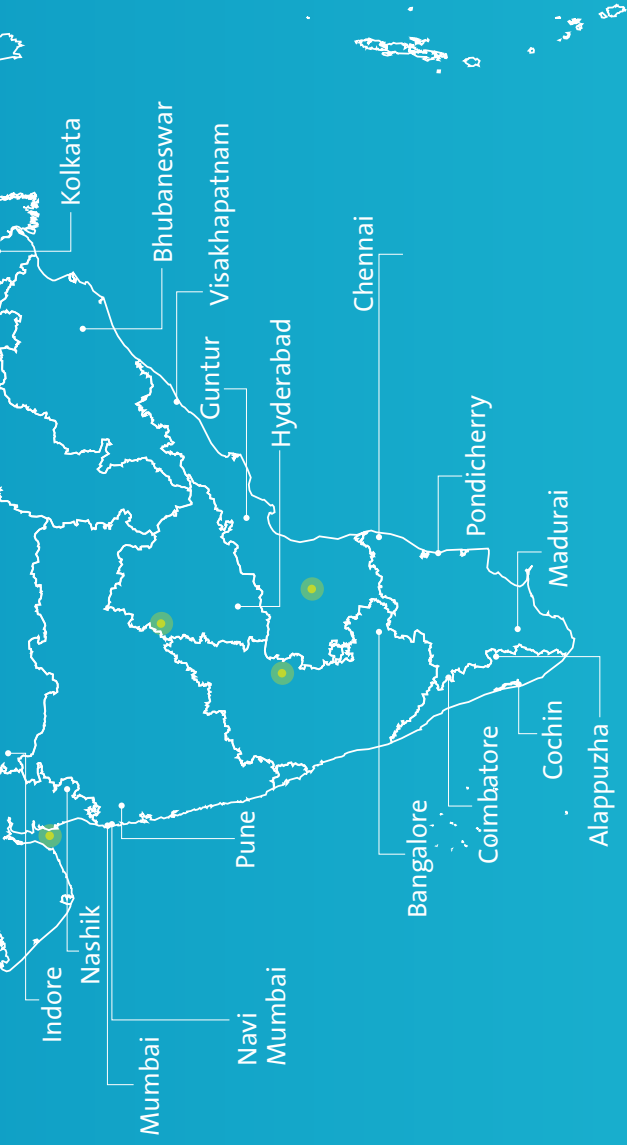 Kolkata
Bhubaneswar
Visakhapatnam
Guntur
Hyderabad
Chennai
Pondicherry
Madurai
Indore
Nashik
Mumbai
Navi
Mumbai
Pune
Bangalore
Coimbatore
Cochin
Alappuzha